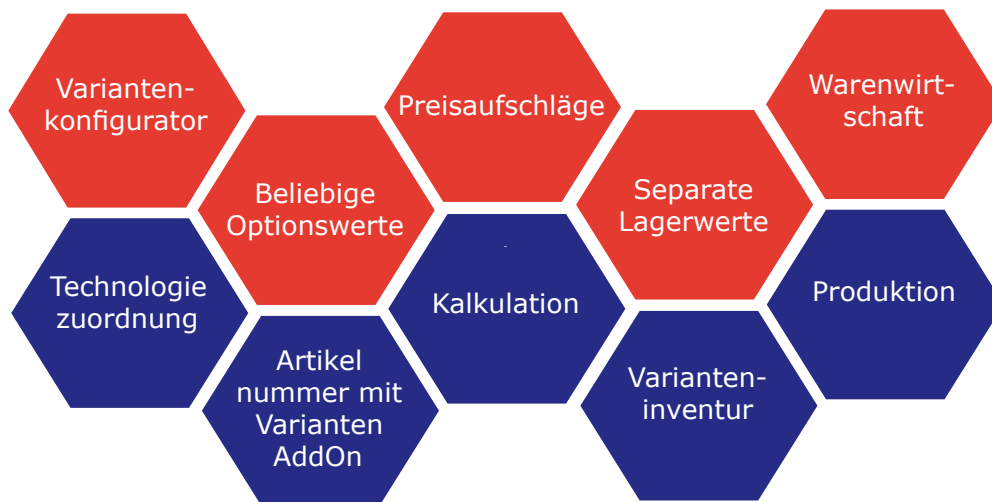 Varianten-
konfigurator
Preisaufschläge
Warenwirt-
schaft
Beliebige
Optionswerte
Separate
Lagerwerte
Technologie
zuordnung
Kalkulation
Produktion
Artikel
nummer mit
Varianten
AddOn
Varianten-
inventur